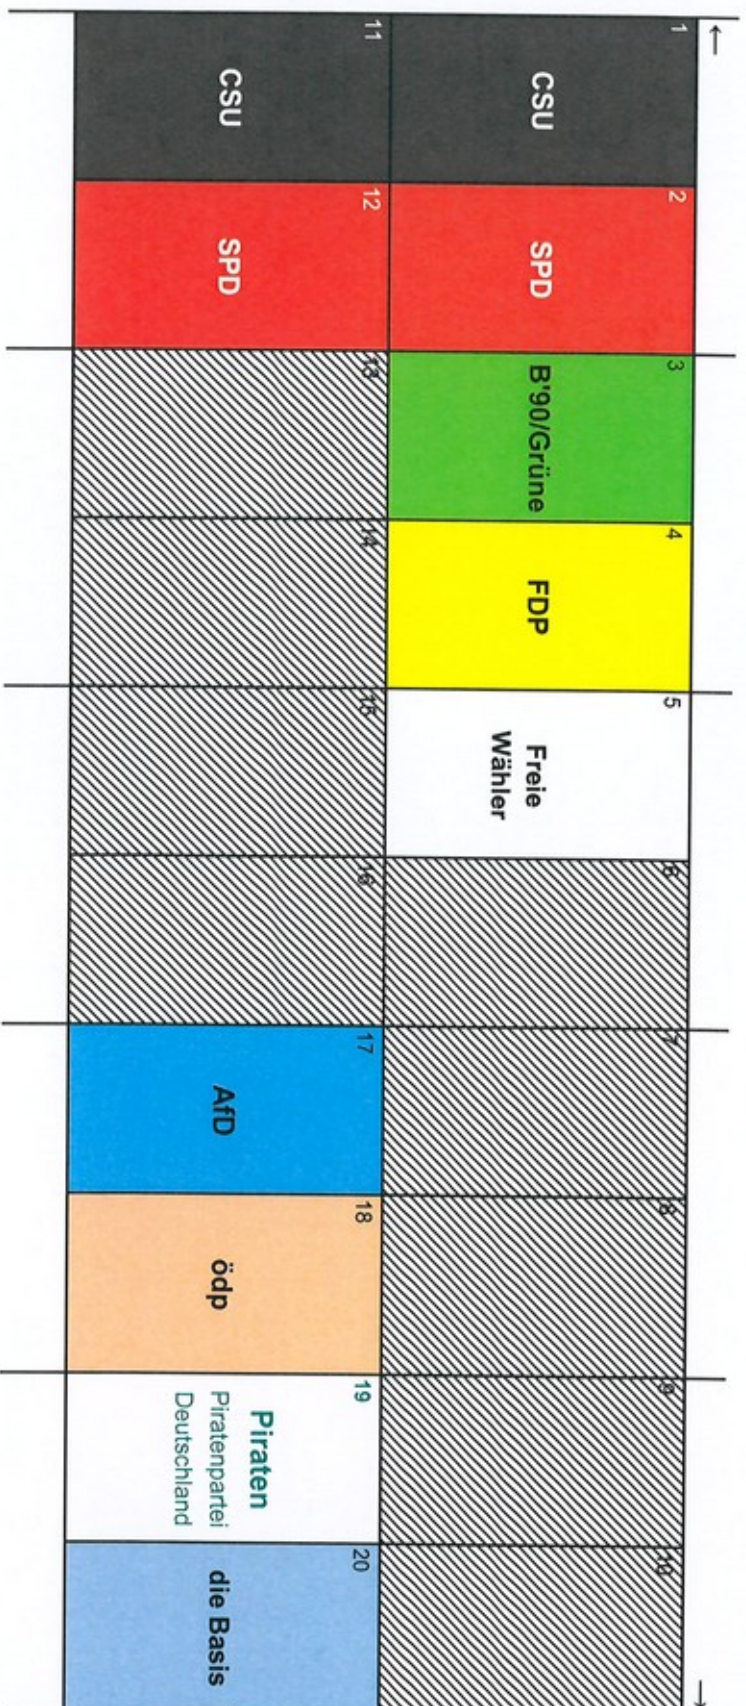 1
CSU
2
SPD
3
B'90/Grüne
4
FDP
5
Freie
Wähler
6
7
8
9
10
11
CSU
12
SPD
13
14
15
16
17
AfD
18
ödp
19
Piraten
Piratenpartei
Deutschland
20
die Basis